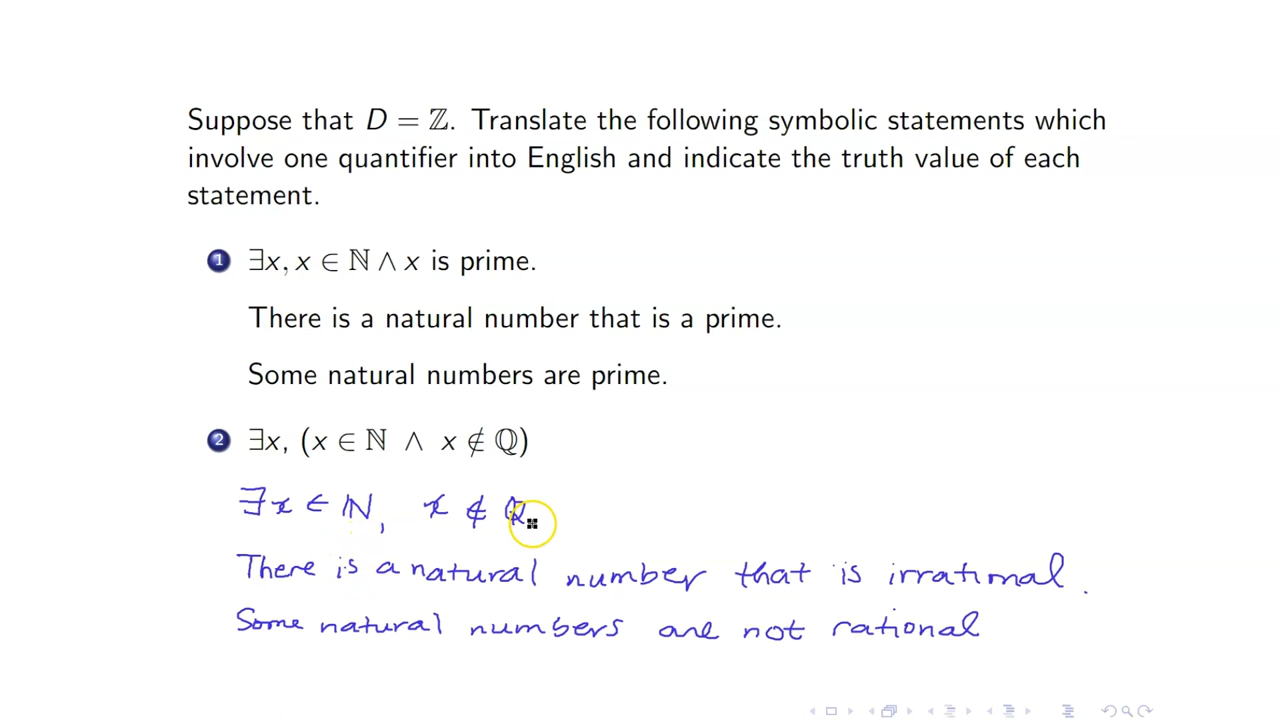 Suppose that D = ℤ. Translate the following symbolic statements which
involve one quantifier into English and indicate the truth value of each
statement.
1 ∃x, x ∈ ℕ ∧ x is prime.
There is a natural number that is a prime.
Some natural numbers are prime.
2 ∃x, (x ∈ ℕ ∧ x ∉ ℚ)
∃x ∈ ℕ, x ∉ ℚ
There is a natural number that is irrational.
Some natural numbers are not rational